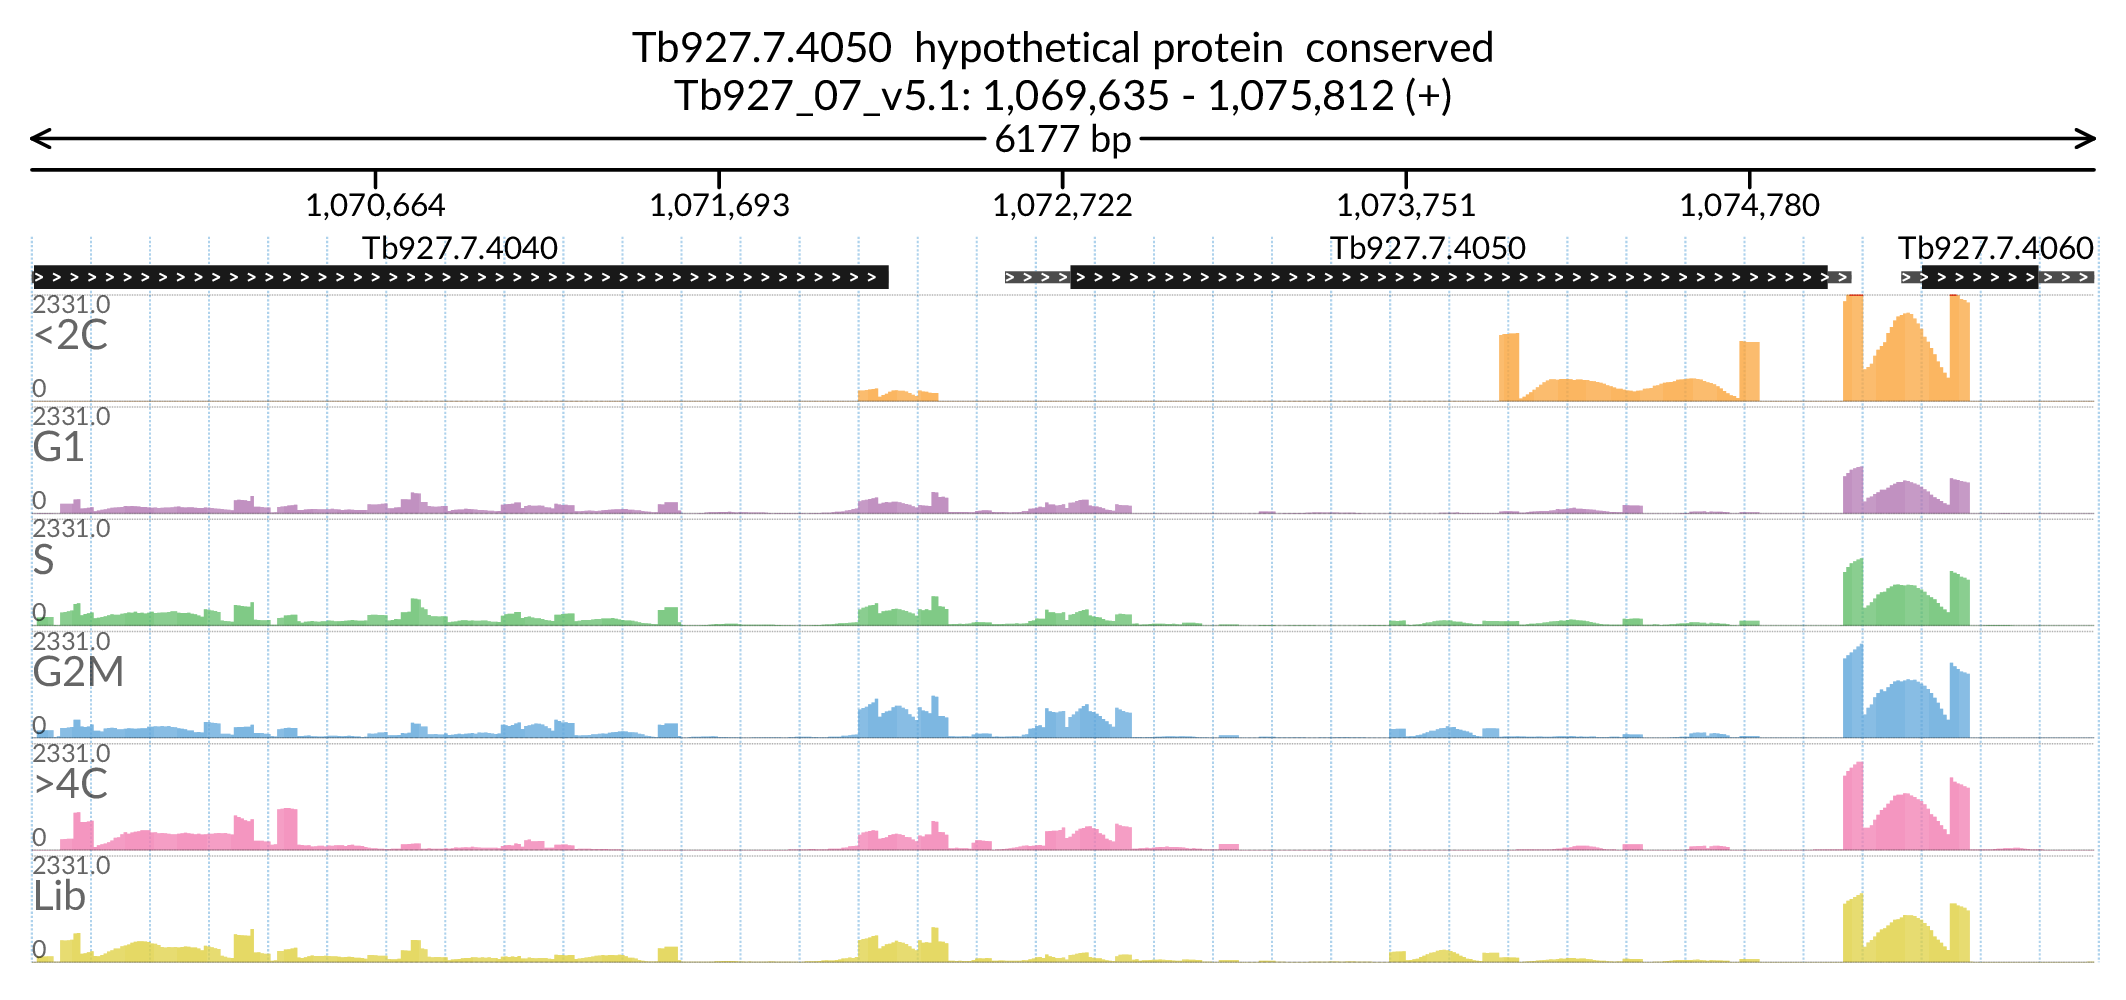 Tb927.7.4050 hypothetical protein conserved
Tb927_07_v5.1: 1,069,635 - 1,075,812 (+)
6177 bp
1,070,664 1,071,693 1,072,722 1,073,751 1,074,780
Tb927.7.4040 Tb927.7.4050 Tb927.7.4060
2331.0
<2C
0
2331.0
G1
0
2331.0
S
0
2331.0
G2M
0
2331.0
>4C
0
2331.0
Lib
0